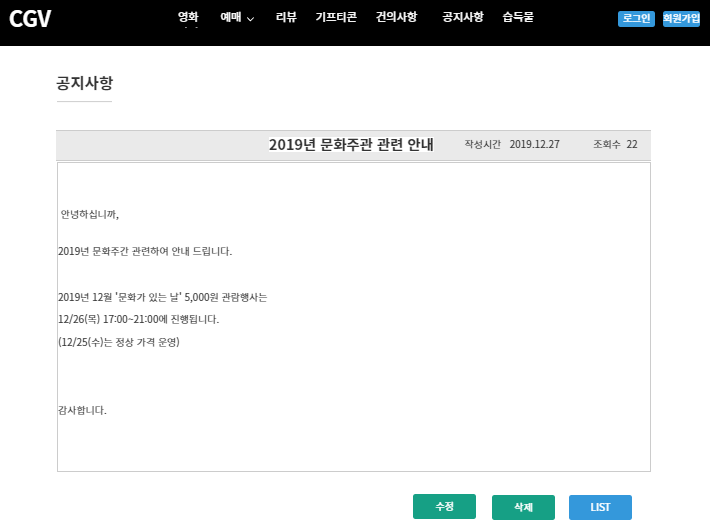 CGV 영화 예매 리뷰 기프티콘 건의사항 공지사항 습득물 로그인 회원가입
공지사항
2019년 문화주관 관련 안내 작성시간 2019.12.27 조회수 22
안녕하십니까,
2019년 문화주간 관련하여 안내 드립니다.
2019년 12월 '문화가 있는 날' 5,000원 관람행사는
12/26(목) 17:00~21:00에 진행됩니다.
(12/25(수)는 정상 가격 운영)
감사합니다.
수정 삭제 LIST